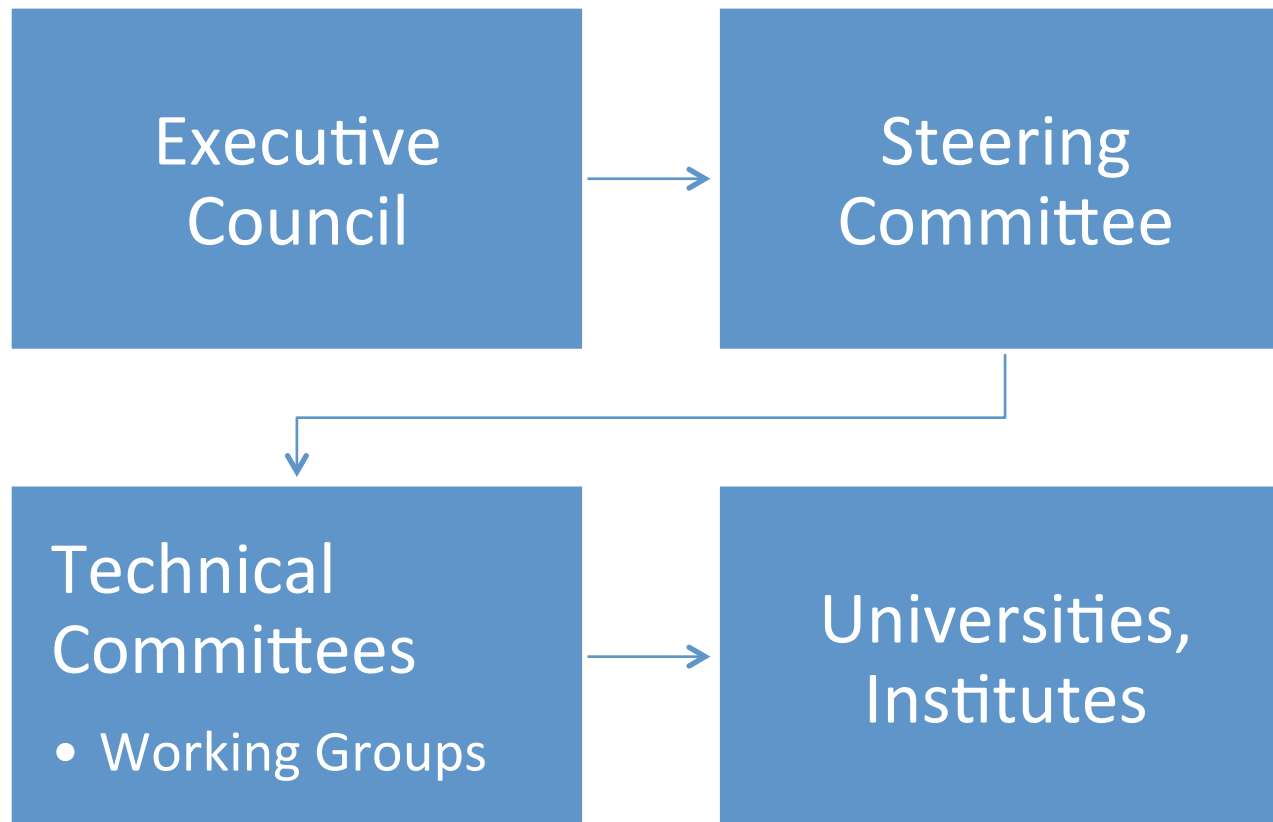 Executive
Council
Steering
Committee
Technical
Committees
• Working Groups
Universities,
Institutes